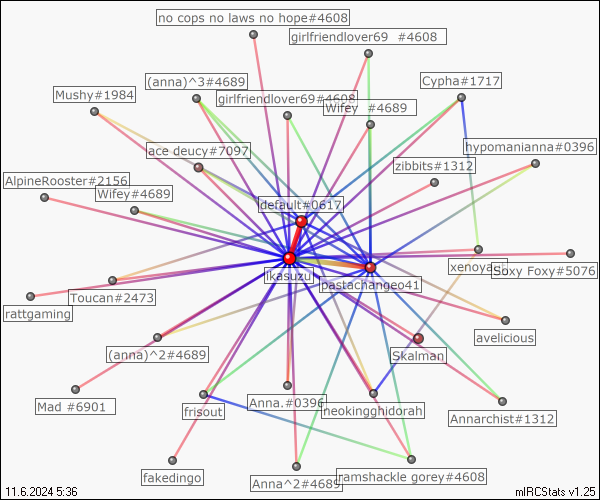 no cops no laws no hope#4608
girlfriendlover69 #4608
(anna)^3#4689
Cypha#1717
Mushy#1984
girlfriendlover69#4608
Wifey #4689
ace deucy#7097
hypomanianna#0396
zibbits#1312
AlpineRooster#2156
Wifey#4689
default#0617
ikasuzu
pastachangeo41
Soxy Foxy#5076
Toucan#2473
rattgaming
avelicious
(anna)^2#4689
Skalman
Mad #6901
frisout
Anna.#0396
neokingghidorah
Annarchist#1312
fakedingo
Anna^2#4689
ramshackle gorey#4608
11.6.2024 5:36
mIRCStats v1.25